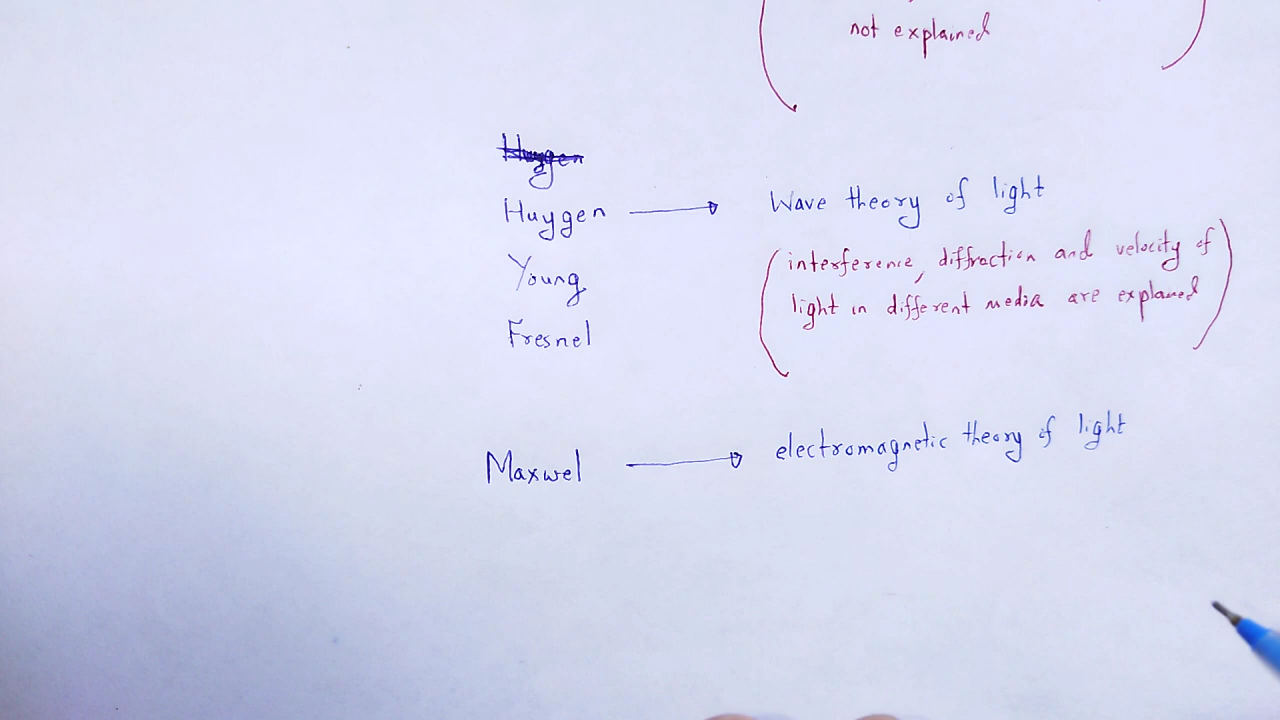 not explained
Huygen
Huygen → Wave theory of light
Young
Fresnel
(interference, diffraction and velocity of
light in different media are explained)
Maxwel → electromagnetic theory of light